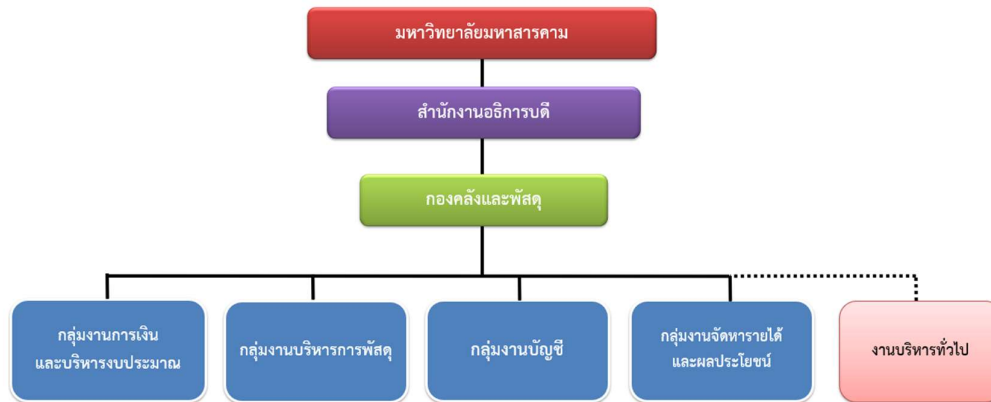 มหาวิทยาลัยมหาสารคาม
สำนักงานอธิการบดี
กองคลังและพัสดุ
กลุ่มงานการเงิน
และบริหารงบประมาณ
กลุ่มงานบริหารการพัสดุ
กลุ่มงานบัญชี
กลุ่มงานจัดหารายได้
และผลประโยชน์
งานบริหารทั่วไป